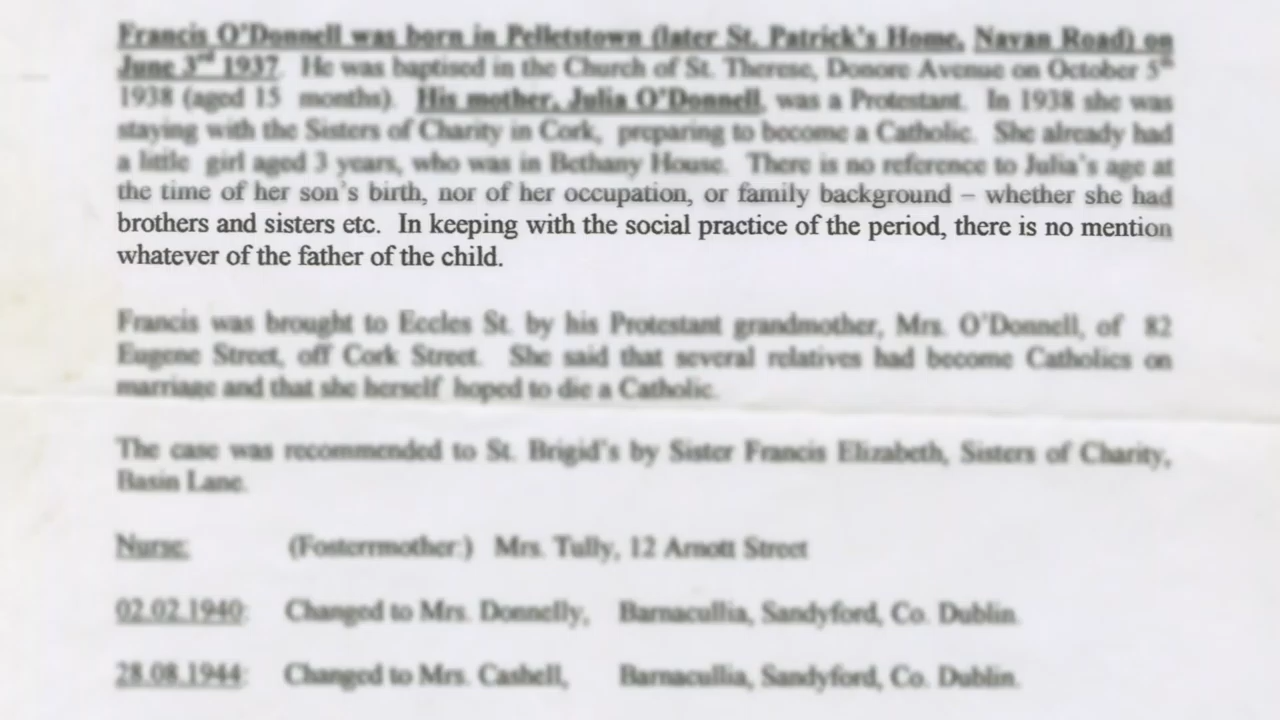 Francis O'Donnell was born in Pelletstown (later St. Patrick's Home, Navan Road) on
June 3rd 1937. He was baptised in the Church of St. Therese, Donore Avenue on October 5th
1938 (aged 15 months). His mother, Julia O'Donnell, was a Protestant. In 1938 she was
staying with the Sisters of Charity in Cork, preparing to become a Catholic. She already had
a little girl aged 3 years, who was in Bethany House. There is no reference to Julia's age at
the time of her son's birth, nor of her occupation, or family background – whether she had
brothers and sisters etc. In keeping with the social practice of the period, there is no mention
whatever of the father of the child.
Francis was brought to Eccles St. by his Protestant grandmother, Mrs. O'Donnell, of 82
Eugene Street, off Cork Street. She said that several relatives had become Catholics on
marriage and that she herself hoped to die a Catholic.
The case was recommended to St. Brigid's by Sister Francis Elizabeth, Sisters of Charity,
Basin Lane.
Nurse: (Fostermother:) Mrs. Tully, 12 Arnott Street
02.02.1940: Changed to Mrs. Donnelly, Barnacullia, Sandyford, Co. Dublin.
28.08.1944: Changed to Mrs. Cashell, Barnacullia, Sandyford, Co. Dublin.